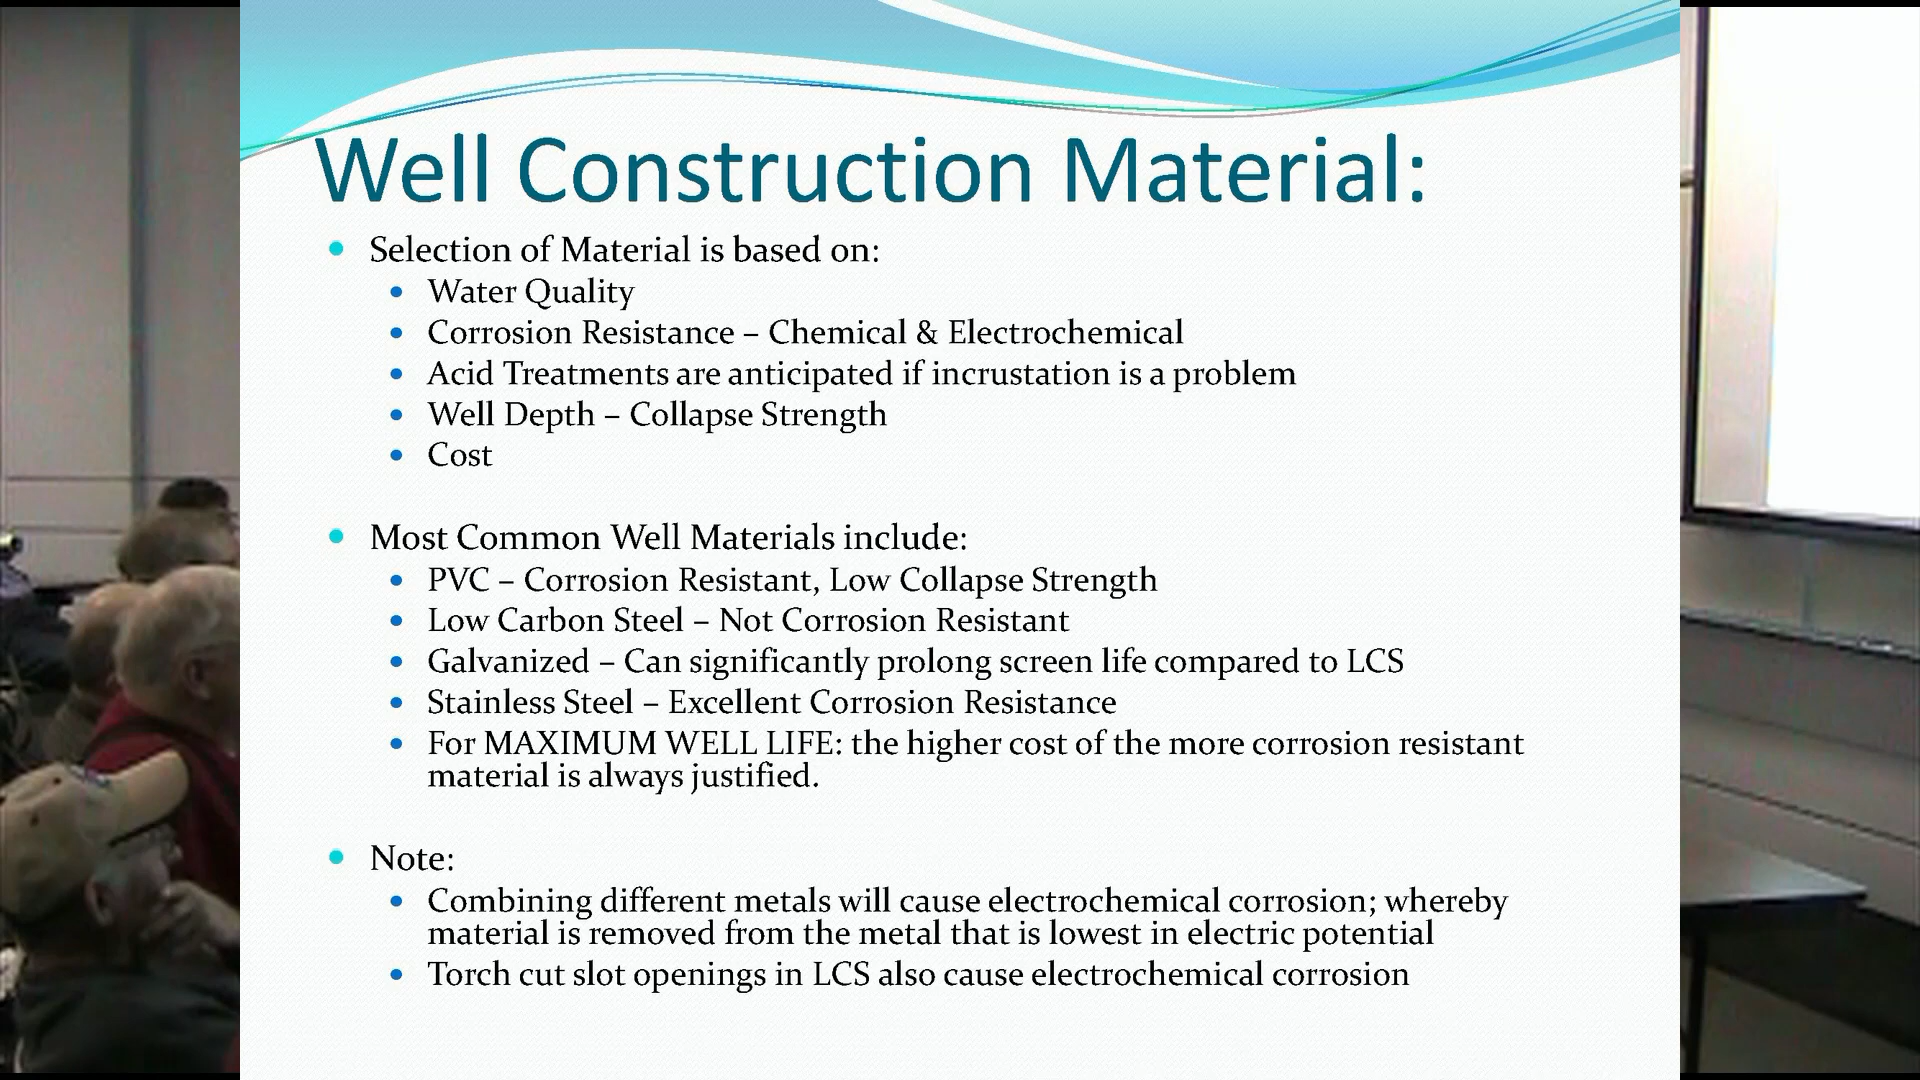 Well Construction Material:
Selection of Material is based on:
Water Quality
Corrosion Resistance – Chemical & Electrochemical
Acid Treatments are anticipated if incrustation is a problem
Well Depth – Collapse Strength
Cost
Most Common Well Materials include:
PVC – Corrosion Resistant, Low Collapse Strength
Low Carbon Steel – Not Corrosion Resistant
Galvanized – Can significantly prolong screen life compared to LCS
Stainless Steel – Excellent Corrosion Resistance
For MAXIMUM WELL LIFE: the higher cost of the more corrosion resistant
material is always justified.
Note:
Combining different metals will cause electrochemical corrosion; whereby
material is removed from the metal that is lowest in electric potential
Torch cut slot openings in LCS also cause electrochemical corrosion